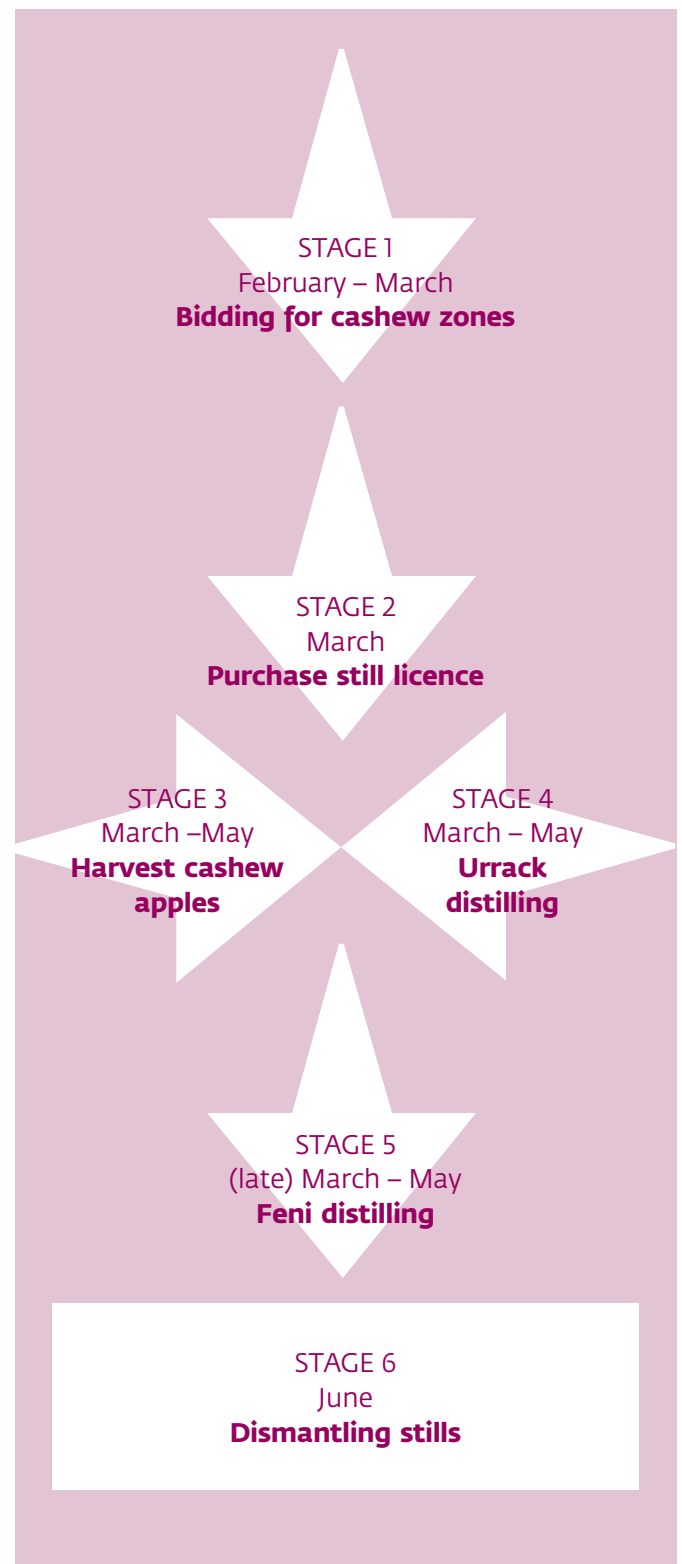 STAGE 1
February – March
Bidding for cashew zones
STAGE 2
March
Purchase still licence
STAGE 3
March –May
Harvest cashew
apples
STAGE 4
March – May
Urrack
distilling
STAGE 5
(late) March – May
Feni distilling
STAGE 6
June
Dismantling stills